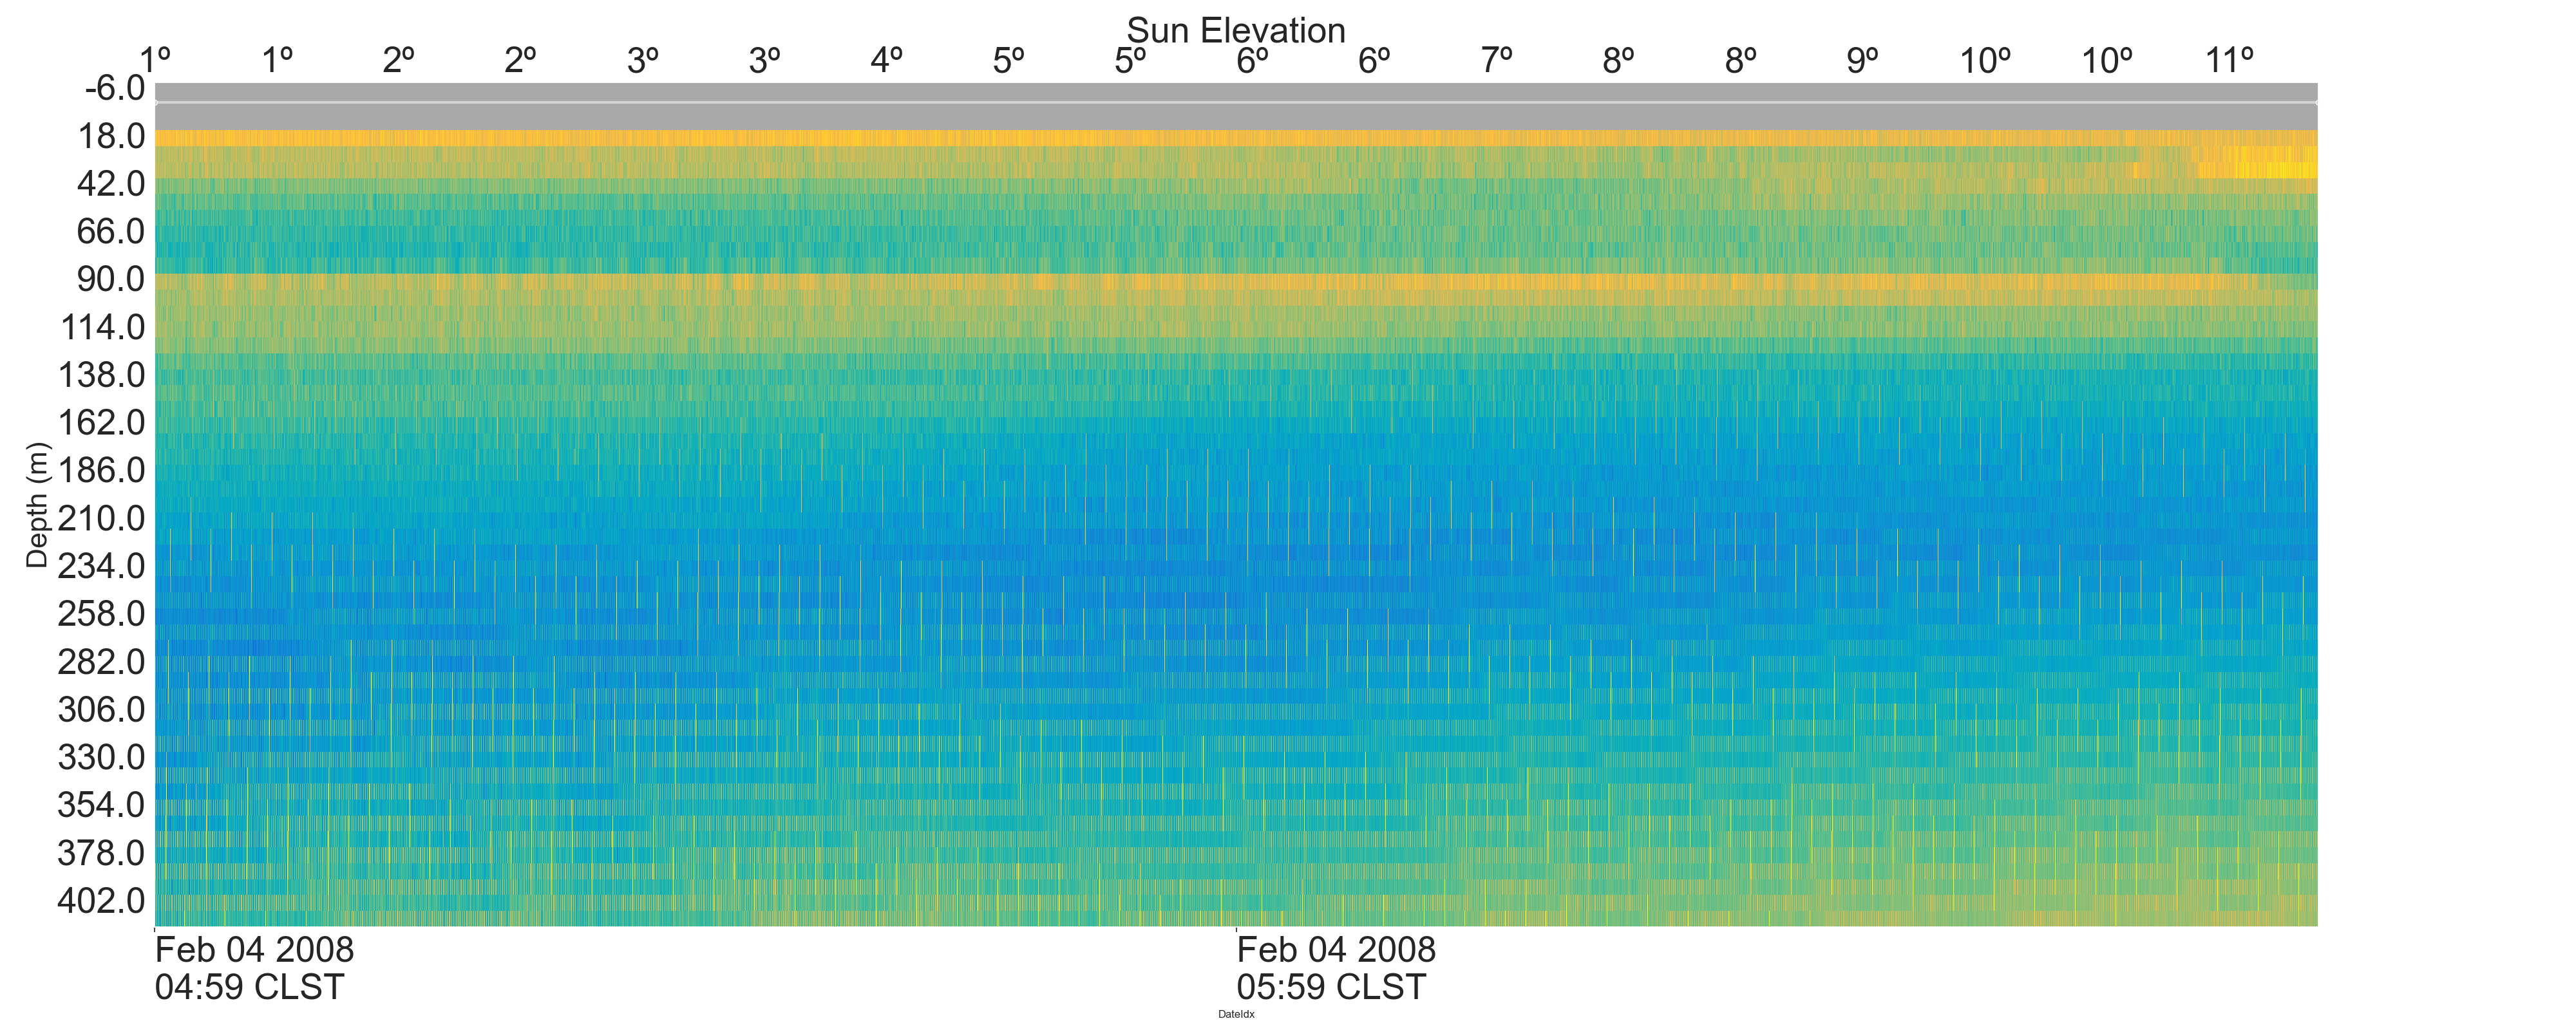 Sun Elevation
1º 1º 2º 2º 3º 3º 4º 5º 5º 6º 6º 7º 8º 8º 9º 10º 10º 11º
Depth (m)
-6.0
18.0
42.0
66.0
90.0
114.0
138.0
162.0
186.0
210.0
234.0
258.0
282.0
306.0
330.0
354.0
378.0
402.0
Feb 04 2008
04:59 CLST
Feb 04 2008
05:59 CLST
DateIdx